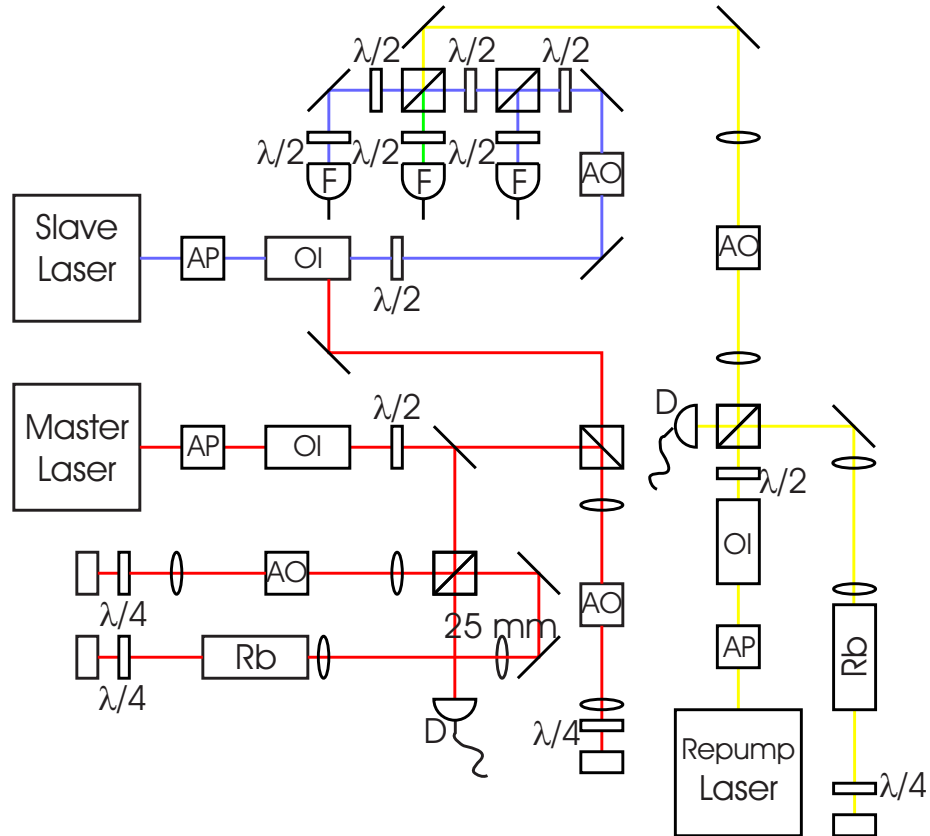 λ/2 λ/2 λ/2
λ/2 λ/2 λ/2
F F F
AO
Slave
Laser
AP
OI
λ/2
AO
Master
Laser
AP
OI
λ/2
D
λ/2
OI
AO
λ/4
25 mm
AO
Rb
λ/4
AP
Rb
D
λ/4
Repump
Laser
λ/4